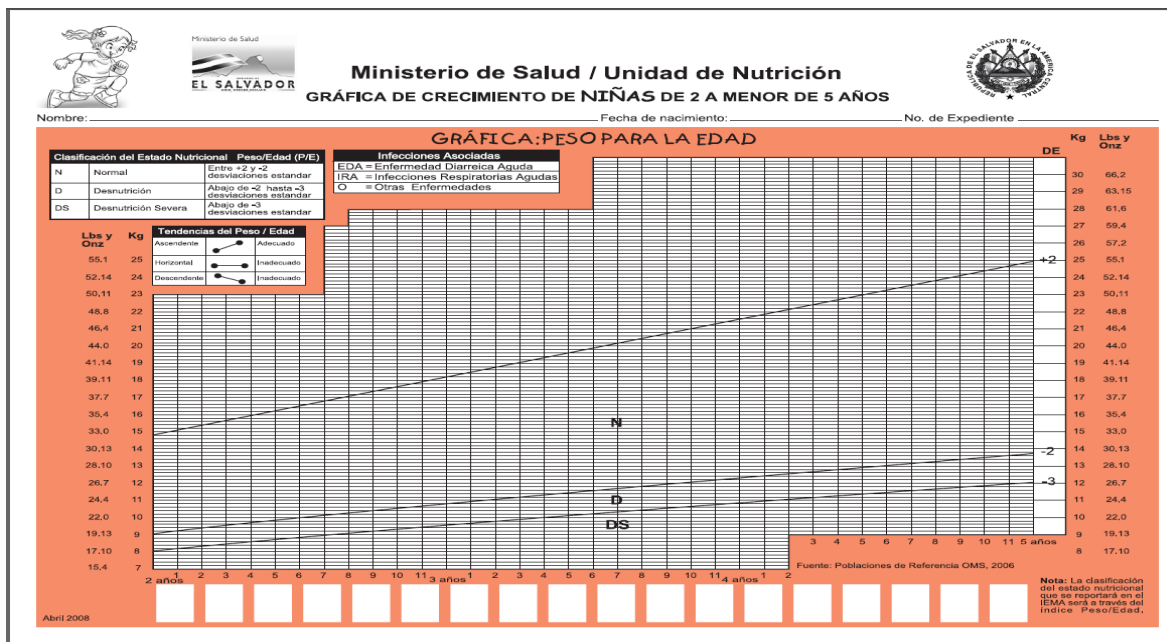 Ministerio de Salud
EL SALVADOR
REPUBLICA DE EL SALVADOR EN LA AMERICA CENTRAL
Ministerio de Salud / Unidad de Nutrición
GRÁFICA DE CRECIMIENTO DE NIÑAS DE 2 A MENOR DE 5 AÑOS
Nombre: Fecha de nacimiento: No. de Expediente
GRÁFICA:PESO PARA LA EDAD
Clasificación del Estado Nutricional Peso/Edad (P/E)
N Normal Entre +2 y -2 desviaciones estandar
D Desnutrición Abajo de -2 hasta -3 desviaciones estandar
DS Desnutrición Severa Abajo de -3 desviaciones estandar
Infecciones Asociadas
EDA = Enfermedad Diarreica Aguda
IRA = Infecciones Respiratorias Agudas
O = Otras Enfermedades
Tendencias del Peso / Edad
Ascendente Adecuado
Horizontal Inadecuado
Descendente Inadecuado
Lbs y Onz Kg
55.1 25
52.14 24
50,11 23
48.8 22
46,4 21
44.0 20
41.14 19
39.11 18
37.7 17
35,4 16
33,0 15
30,13 14
28.10 13
26.7 12
24,4 11
22,0 10
19,13 9
17.10 8
15,4 7
DE Kg Lbs y Onz
30 66,2
29 63,15
28 61,6
27 59,4
26 57,2
+2 25 55.1
24 52.14
23 50,11
22 48,8
21 46,4
20 44.0
19 41.14
18 39.11
17 37.7
16 35,4
15 33,0
-2 14 30,13
13 28.10
-3 12 26.7
11 24,4
10 22,0
9 19,13
8 17.10
N
D
DS
2 años 1 2 3 4 5 6 7 8 9 10 11 3 años 1 2 3 4 5 6 7 8 9 10 11 4 años 1 2
3 4 5 6 7 8 9 10 11 5 años
Fuente: Poblaciones de Referencia OMS, 2006
Nota: La clasificación
del estado nutricional
que se reportará en el
IEMA será a través del
índice Peso/Edad.
Abril 2008